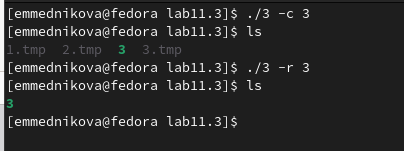 [emmednikova@fedora lab11.3]$ ./3 -c 3
[emmednikova@fedora lab11.3]$ ls
1.tmp  2.tmp  3  3.tmp
[emmednikova@fedora lab11.3]$ ./3 -r 3
[emmednikova@fedora lab11.3]$ ls
3
[emmednikova@fedora lab11.3]$